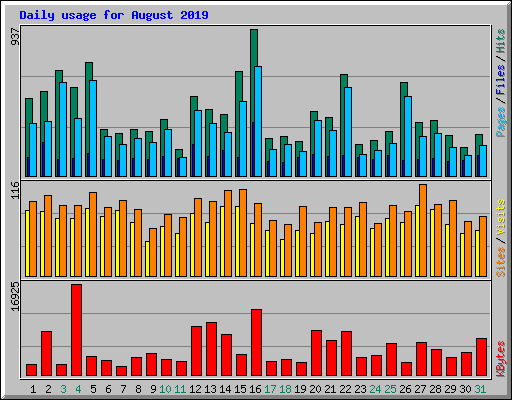 Daily usage for August 2019
937
116
16925
Pages / Files / Hits
Sites / Visits
KBytes
1 2 3 4 5 6 7 8 9 10 11 12 13 14 15 16 17 18 19 20 21 22 23 24 25 26 27 28 29 30 31